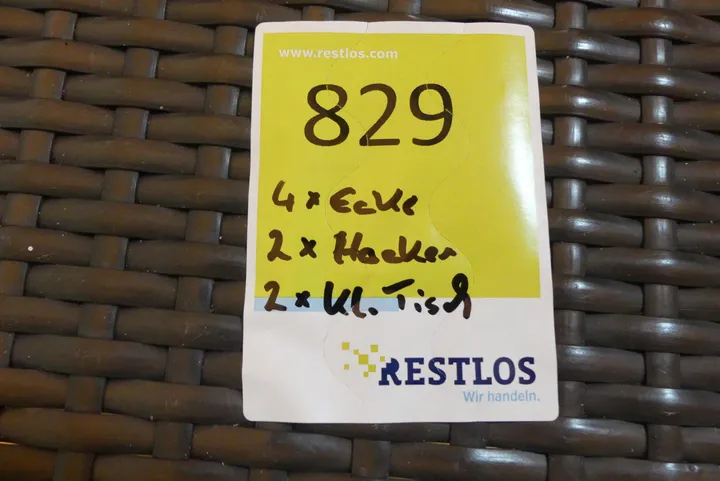 www.restlos.com
829
4 x Ecke
2 x Hocker
2 x Kl. Tisch
RESTLOS
Wir handeln.